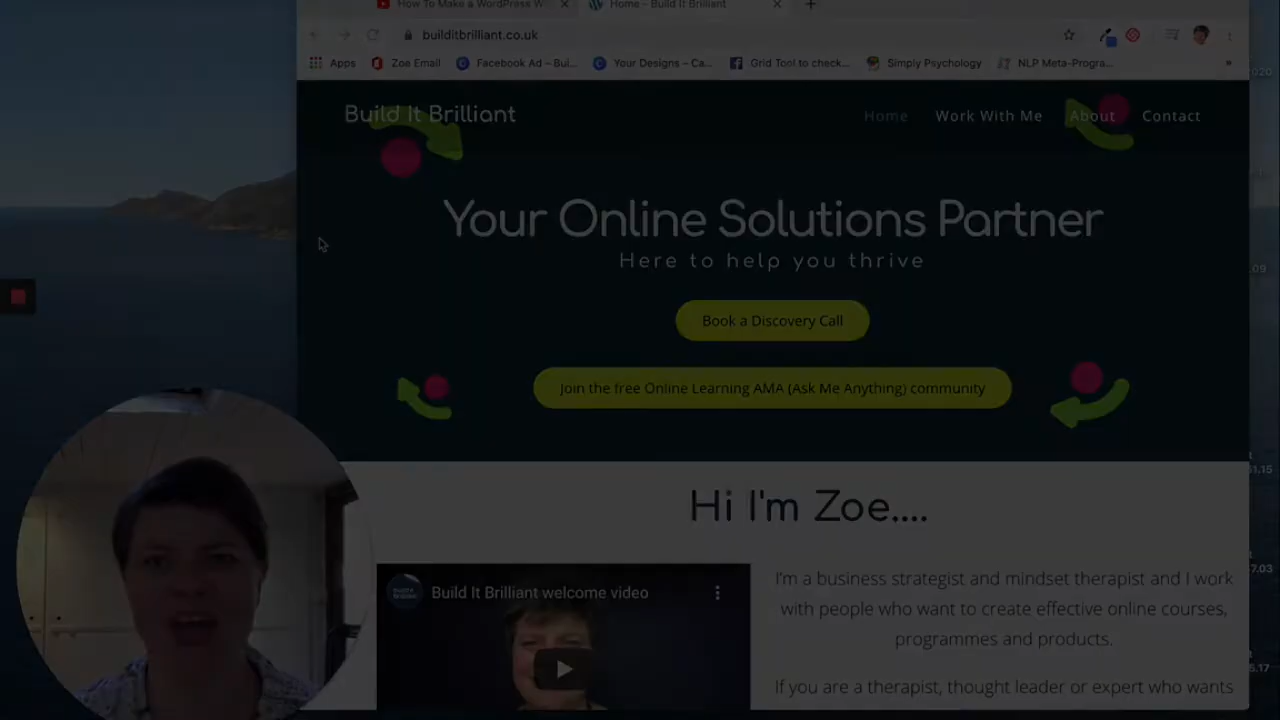 How To Make a WordPress W
Home – Build It Brilliant
builditbrilliant.co.uk
Apps
Zoe Email
Facebook Ad – Buil...
Your Designs – Ca...
Grid Tool to check...
Simply Psychology
NLP Meta-Progra...
»
2020
Build It Brilliant
Home
Work With Me
About
Contact
Your Online Solutions Partner
Here to help you thrive
.09
Book a Discovery Call
Join the free Online Learning AMA (Ask Me Anything) community
Hi I'm Zoe....
Build It Brilliant welcome video
I'm a business strategist and mindset therapist and I work
with people who want to create effective online courses,
programmes and products.
If you are a therapist, thought leader or expert who wants